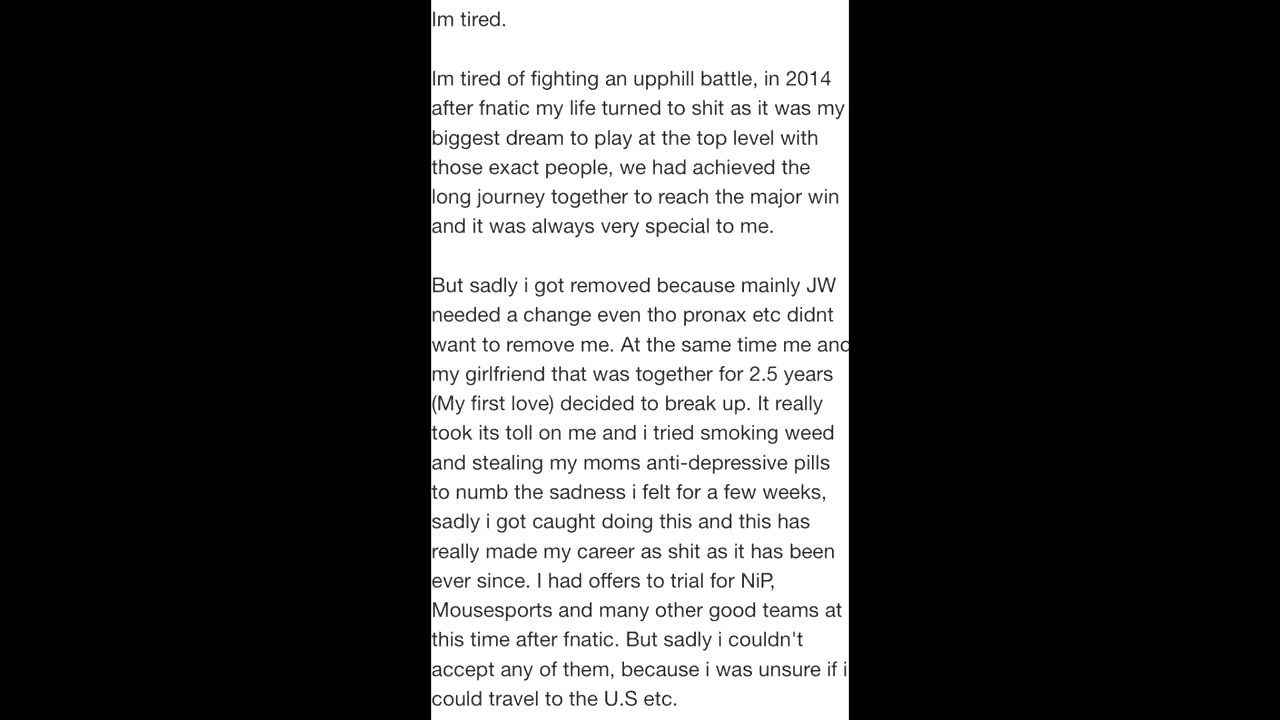 Im tired.
Im tired of fighting an upphill battle, in 2014
after fnatic my life turned to shit as it was my
biggest dream to play at the top level with
those exact people, we had achieved the
long journey together to reach the major win
and it was always very special to me.
But sadly i got removed because mainly JW
needed a change even tho pronax etc didnt
want to remove me. At the same time me and
my girlfriend that was together for 2.5 years
(My first love) decided to break up. It really
took its toll on me and i tried smoking weed
and stealing my moms anti-depressive pills
to numb the sadness i felt for a few weeks,
sadly i got caught doing this and this has
really made my career as shit as it has been
ever since. I had offers to trial for NiP,
Mousesports and many other good teams at
this time after fnatic. But sadly i couldn't
accept any of them, because i was unsure if i
could travel to the U.S etc.